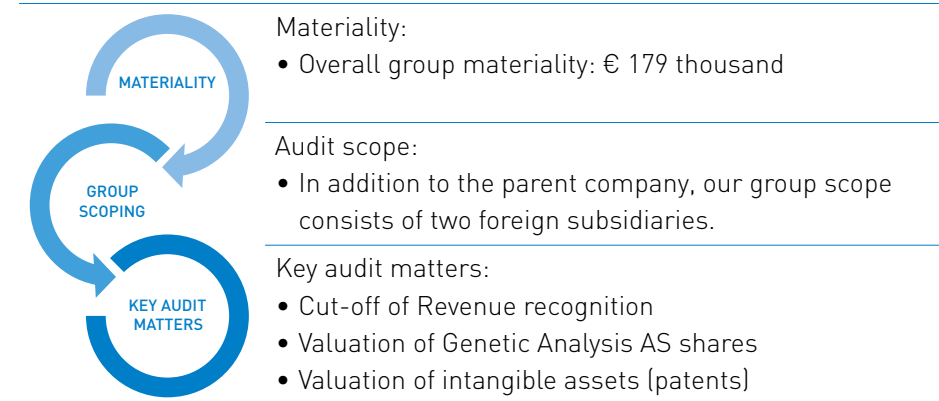 MATERIALITY
Materiality:
• Overall group materiality: € 179 thousand
GROUP
SCOPING
Audit scope:
• In addition to the parent company, our group scope
consists of two foreign subsidiaries.
KEY AUDIT
MATTERS
Key audit matters:
• Cut-off of Revenue recognition
• Valuation of Genetic Analysis AS shares
• Valuation of intangible assets (patents)